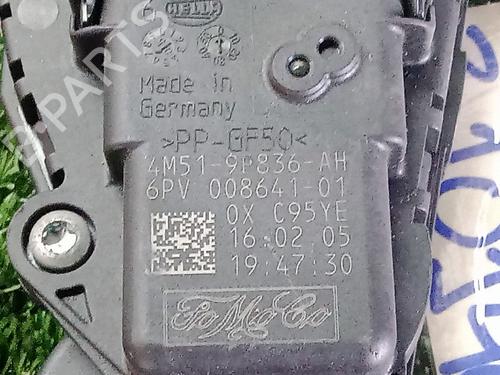 HELLA
Made in
Germany
>PP-GF50<
4M51-9P836-AH
6PV 008641-01
0X C95YE
16.02.05
19:47:30
FoMoCo
B-PARTS